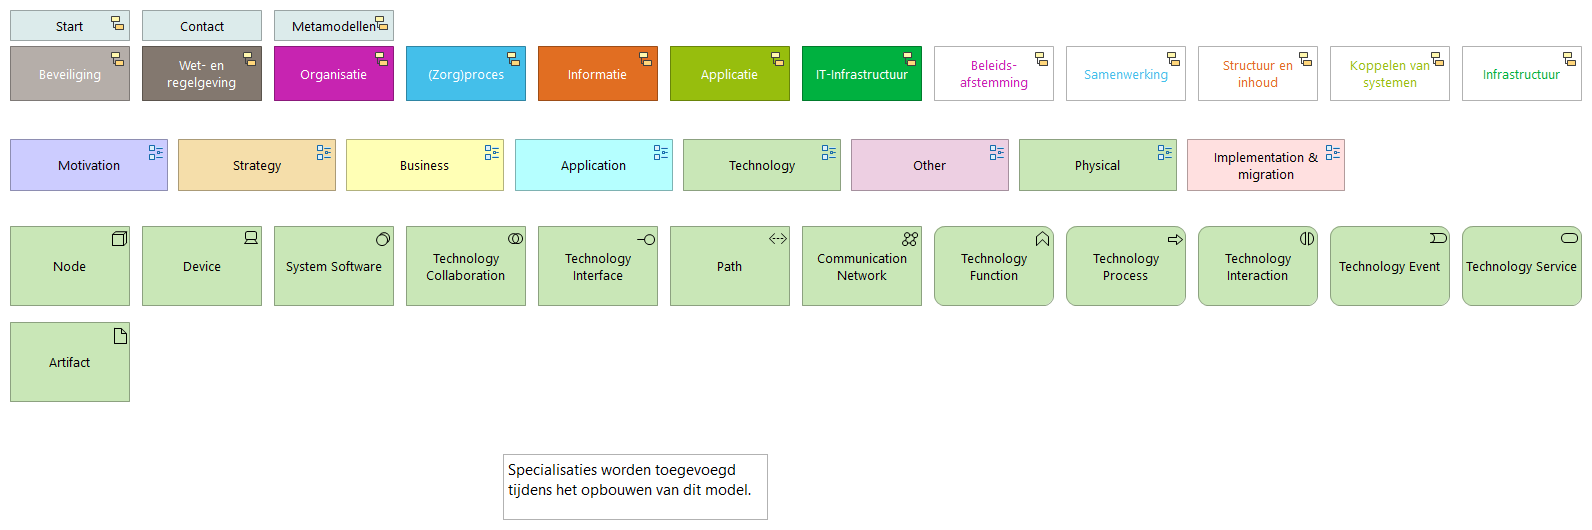 Start
Contact
Metamodellen
Beveiliging
Wet- en
regelgeving
Organisatie
(Zorg)proces
Informatie
Applicatie
IT-Infrastructuur
Beleids-
afstemming
Samenwerking
Structuur en
inhoud
Koppelen van
systemen
Infrastructuur
Motivation
Strategy
Business
Application
Technology
Other
Physical
Implementation &
migration
Node
Device
System Software
Technology
Collaboration
Technology
Interface
Path
Communication
Network
Technology
Function
Technology
Process
Technology
Interaction
Technology Event
Technology Service
Artifact
Specialisaties worden toegevoegd
tijdens het opbouwen van dit model.